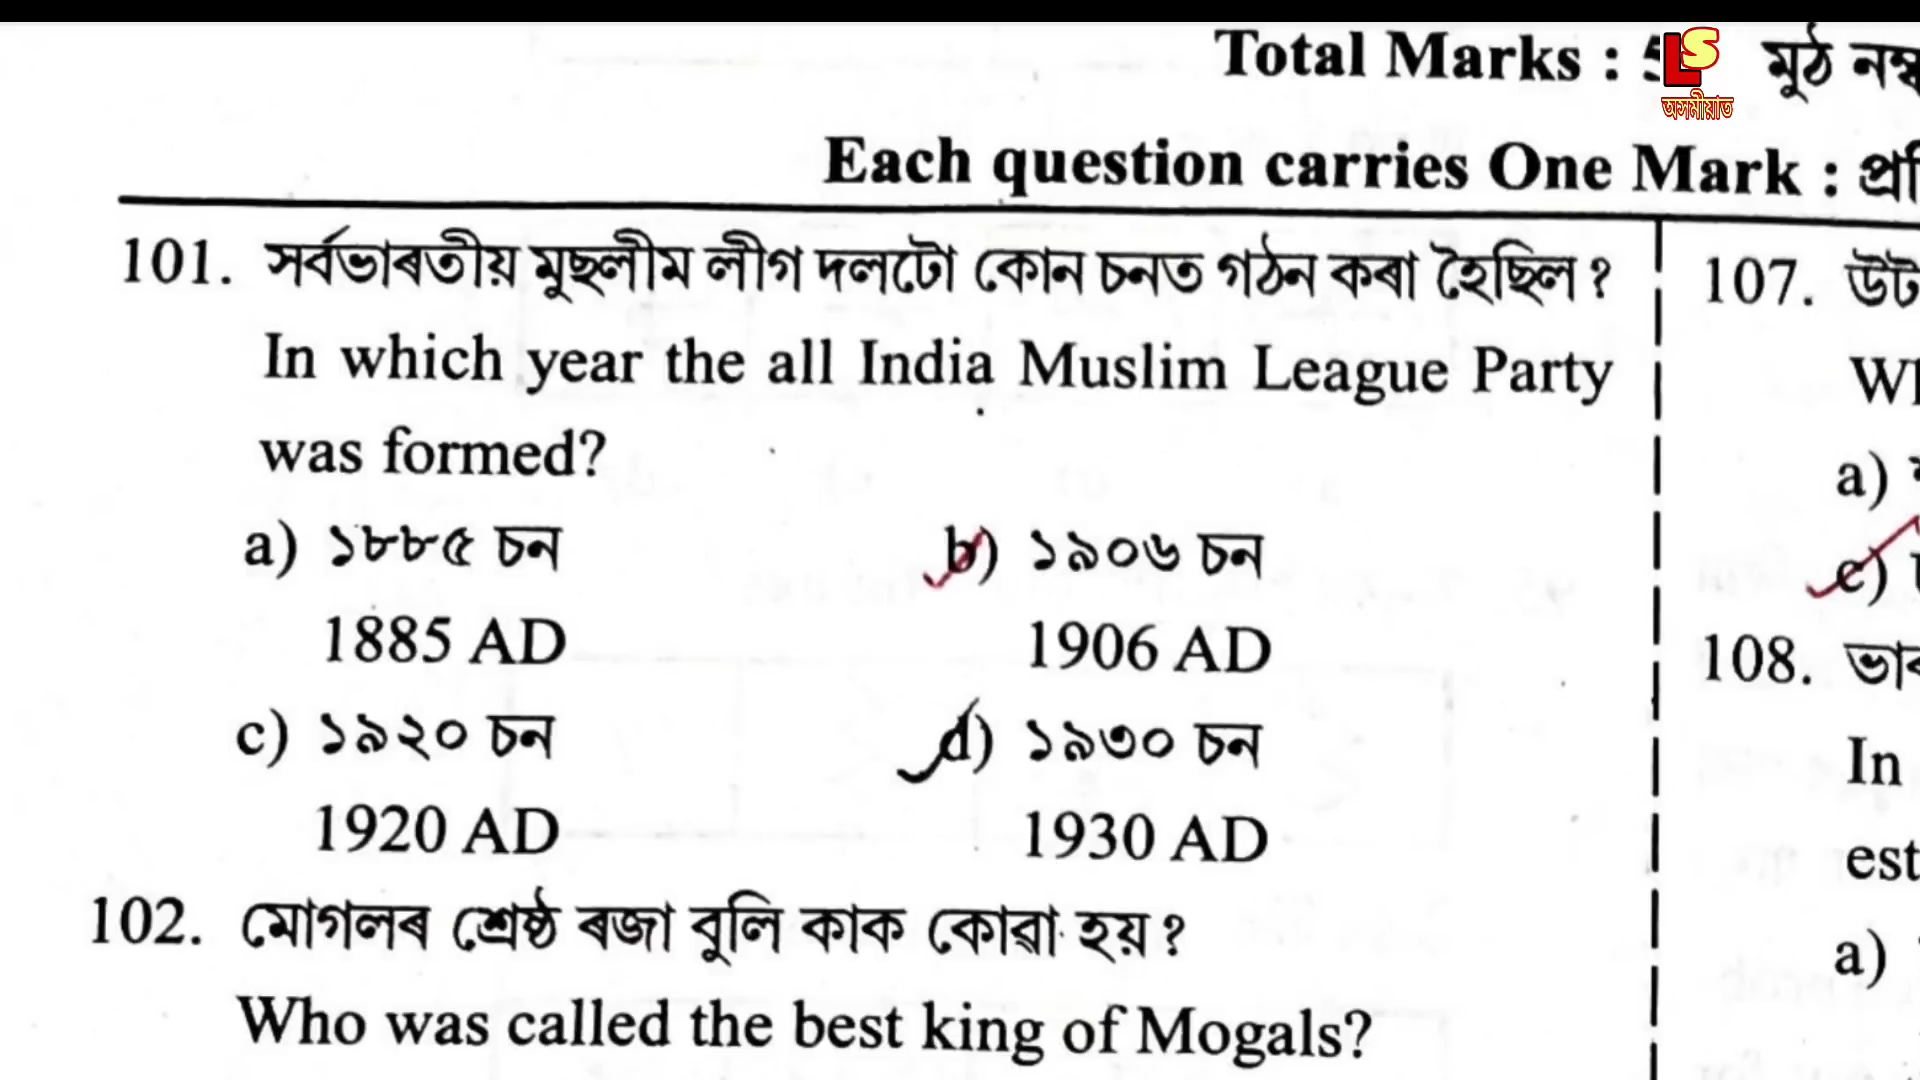 Total Marks : 5
LS
মুঠ
অসমীয়াত
Each question carries One Mark :
101. সৰ্বভাৰতীয় মুছলীম লীগ দলটো কোন চনত গঠন কৰা হৈছিল ?
In which year the all India Muslim League Party
was formed?
a) ১৮৮৫ চন
1885 AD
b) ১৯০৬ চন
1906 AD
c) ১৯২০ চন
1920 AD
d) ১৯৩০ চন
1930 AD
102. মোগলৰ শ্ৰেষ্ঠ ৰজা বুলি কাক কোৱা হয় ?
Who was called the best king of Mogals?
107.
a)
c)
108.
In
a)